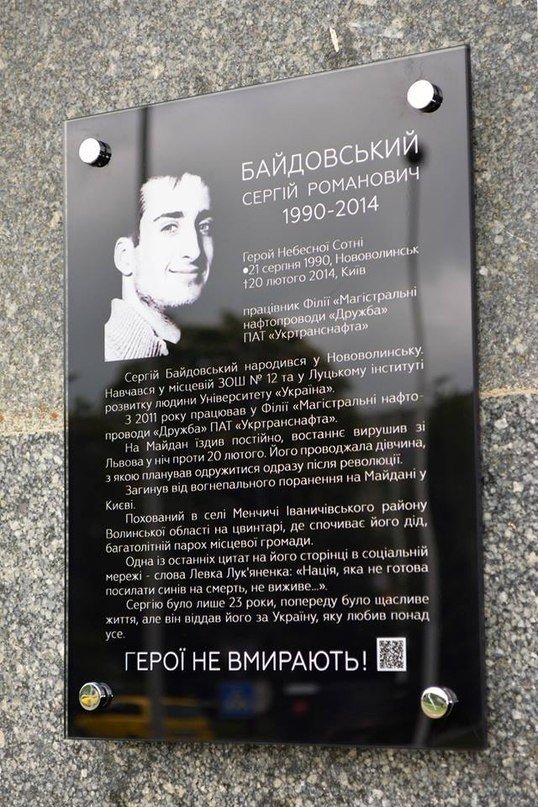 БАЙДОВСЬКИЙ
СЕРГІЙ РОМАНОВИЧ
1990-2014
Герой Небесної Сотні
●21 серпня 1990, Нововолинськ
†20 лютого 2014, Київ
працівник Філії «Магістральні
нафтопроводи «Дружба»
ПАТ «Укртранснафта»
Сергій Байдовський народився у Нововолинську.
Навчався у місцевій ЗОШ № 12 та у Луцькому інституті
розвитку людини Університету «Україна».
З 2011 року працював у Філії «Магістральні нафто-
проводи «Дружба» ПАТ «Укртранснафта».
На Майдан їздив постійно, востаннє вирушив зі
Львова у ніч проти 20 лютого. Його проводжала дівчина,
з якою планував одружитися одразу після революції.
Загинув від вогнепального поранення на Майдані у
Києві.
Похований в селі Менчичі Іваничівського району
Волинської області на цвинтарі, де спочиває його дід,
багатолітній парох місцевої громади.
Одна із останніх цитат на його сторінці в соціальній
мережі - слова Левка Лук'яненка: «Нація, яка не готова
посилати синів на смерть, не виживе...».
Сергію було лише 23 роки, попереду було щасливе
життя, але він віддав його за Україну, яку любив понад
усе.
ГЕРОЇ НЕ ВМИРАЮТЬ!